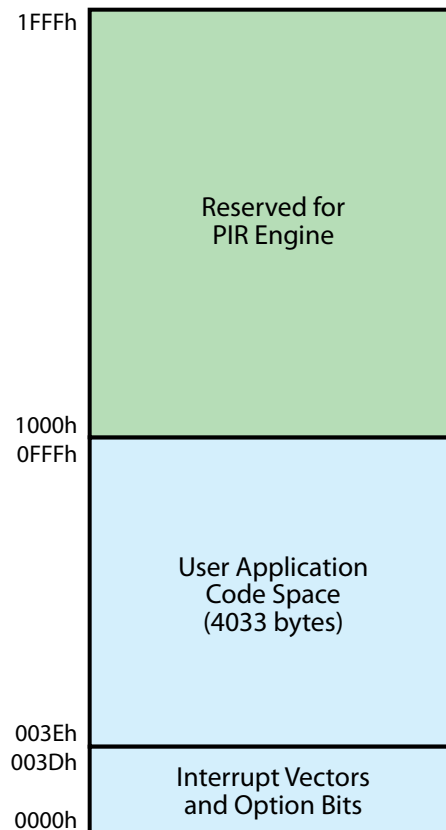 1FFFh
Reserved for
PIR Engine
1000h
0FFFh
User Application
Code Space
(4033 bytes)
003Eh
003Dh
Interrupt Vectors
and Option Bits
0000h